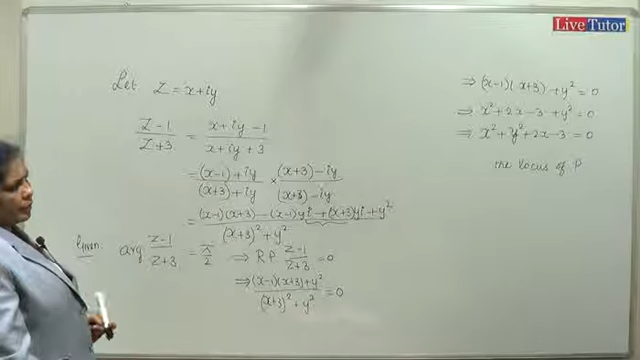 Live Tutor
Let Z = x+iy
(Z-1)/(Z+3) = (x+iy-1)/(x+iy+3)
= ((x-1)+iy)/((x+3)+iy) × ((x+3)-iy)/((x+3)-iy)
= ((x-1)(x+3)-(x-1)yi+(x+3)yi+y²)/((x+3)²+y²)
Given. arg (z-1)/(z+3) = π/2 ⇒ RP (z-1)/(z+3) = 0
⇒ ((x-1)(x+3)+y²)/((x+3)²+y²) = 0
⇒ (x-1)(x+3)+y² = 0
⇒ x²+2x-3+y² = 0
⇒ x²+y²+2x-3 = 0
the locus of P